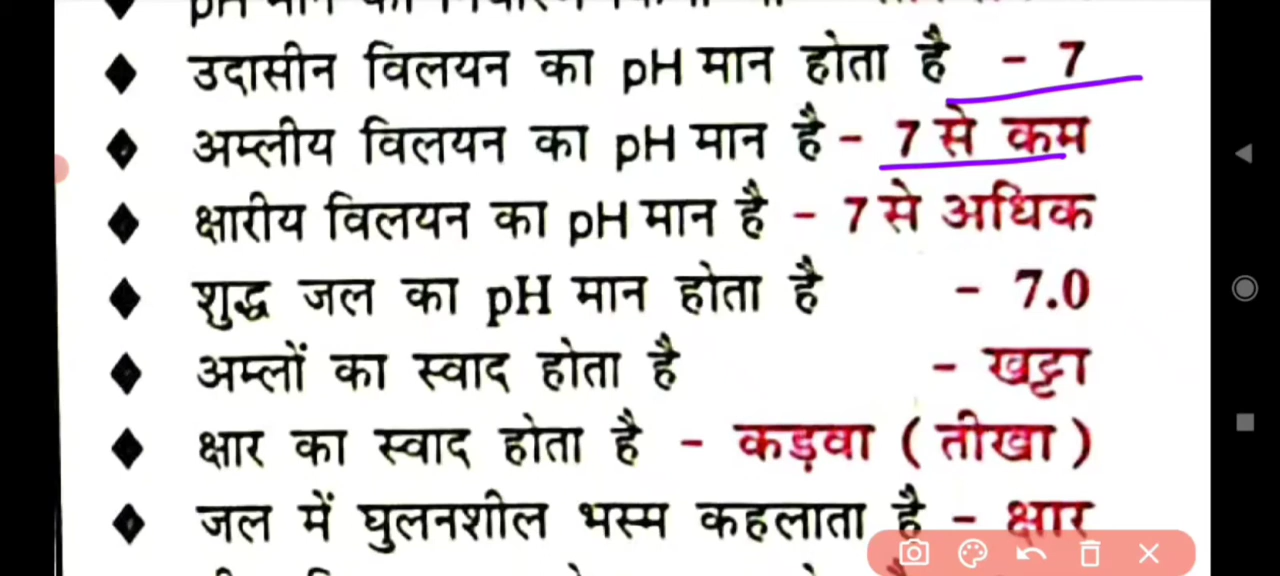 ♦ उदासीन विलयन का pH मान होता है - 7
♦ अम्लीय विलयन का pH मान है - 7 से कम
♦ क्षारीय विलयन का pH मान है - 7 से अधिक
♦ शुद्ध जल का pH मान होता है - 7.0
♦ अम्लों का स्वाद होता है - खट्टा
♦ क्षार का स्वाद होता है - कड़वा ( तीखा )
♦ जल में घुलनशील भस्म कहलाता है - क्षार